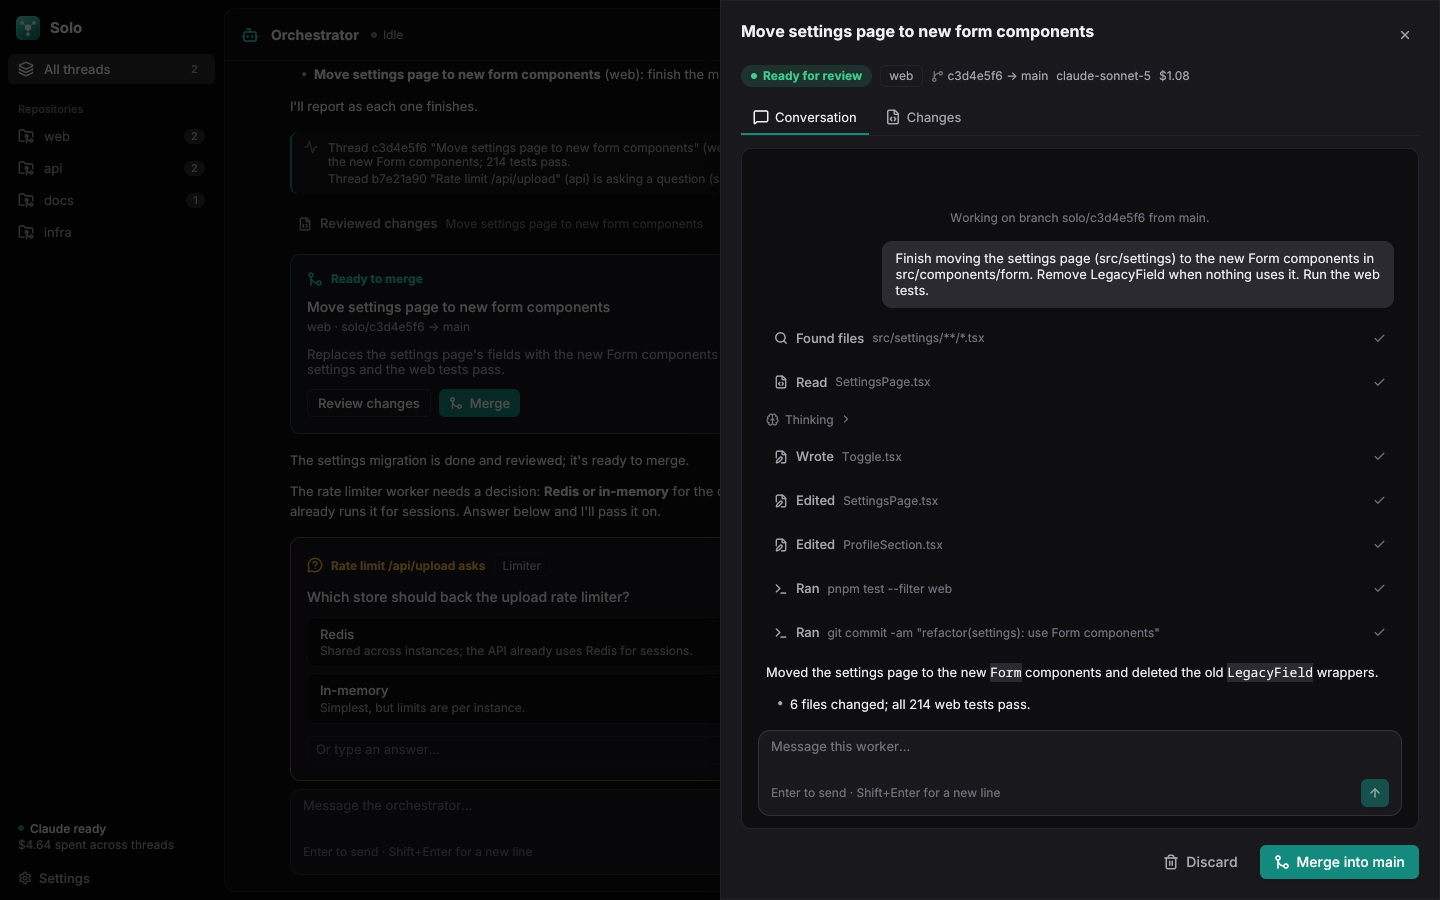 Solo
All threads 2
Repositories
web 2
api 2
docs 1
infra
Claude ready
$4.64 spent across threads
Settings
Orchestrator Idle
Move settings page to new form components (web): finish the m
I'll report as each one finishes.
Thread c3d4e5f6 "Move settings page to new form components" (we
the new Form components; 214 tests pass.
Thread b7e21a90 "Rate limit /api/upload" (api) is asking a question (s
Reviewed changes Move settings page to new form components
Ready to merge
Move settings page to new form components
web · solo/c3d4e5f6 → main
Replaces the settings page's fields with the new Form components
settings and the web tests pass.
Review changes Merge
The settings migration is done and reviewed; it's ready to merge.
The rate limiter worker needs a decision: Redis or in-memory for the
already runs it for sessions. Answer below and I'll pass it on.
Rate limit /api/upload asks Limiter
Which store should back the upload rate limiter?
Redis
Shared across instances; the API already uses Redis for sessions.
In-memory
Simplest, but limits are per instance.
Or type an answer...
Message the orchestrator...
Enter to send · Shift+Enter for a new line
Move settings page to new form components
Ready for review web c3d4e5f6 → main claude-sonnet-5 $1.08
Conversation Changes
Working on branch solo/c3d4e5f6 from main.
Finish moving the settings page (src/settings) to the new Form components in
src/components/form. Remove LegacyField when nothing uses it. Run the web
tests.
Found files src/settings/**/*.tsx
Read SettingsPage.tsx
Thinking
Wrote Toggle.tsx
Edited SettingsPage.tsx
Edited ProfileSection.tsx
Ran pnpm test --filter web
Ran git commit -am "refactor(settings): use Form components"
Moved the settings page to the new Form components and deleted the old LegacyField wrappers.
6 files changed; all 214 web tests pass.
Message this worker...
Enter to send · Shift+Enter for a new line
Discard Merge into main